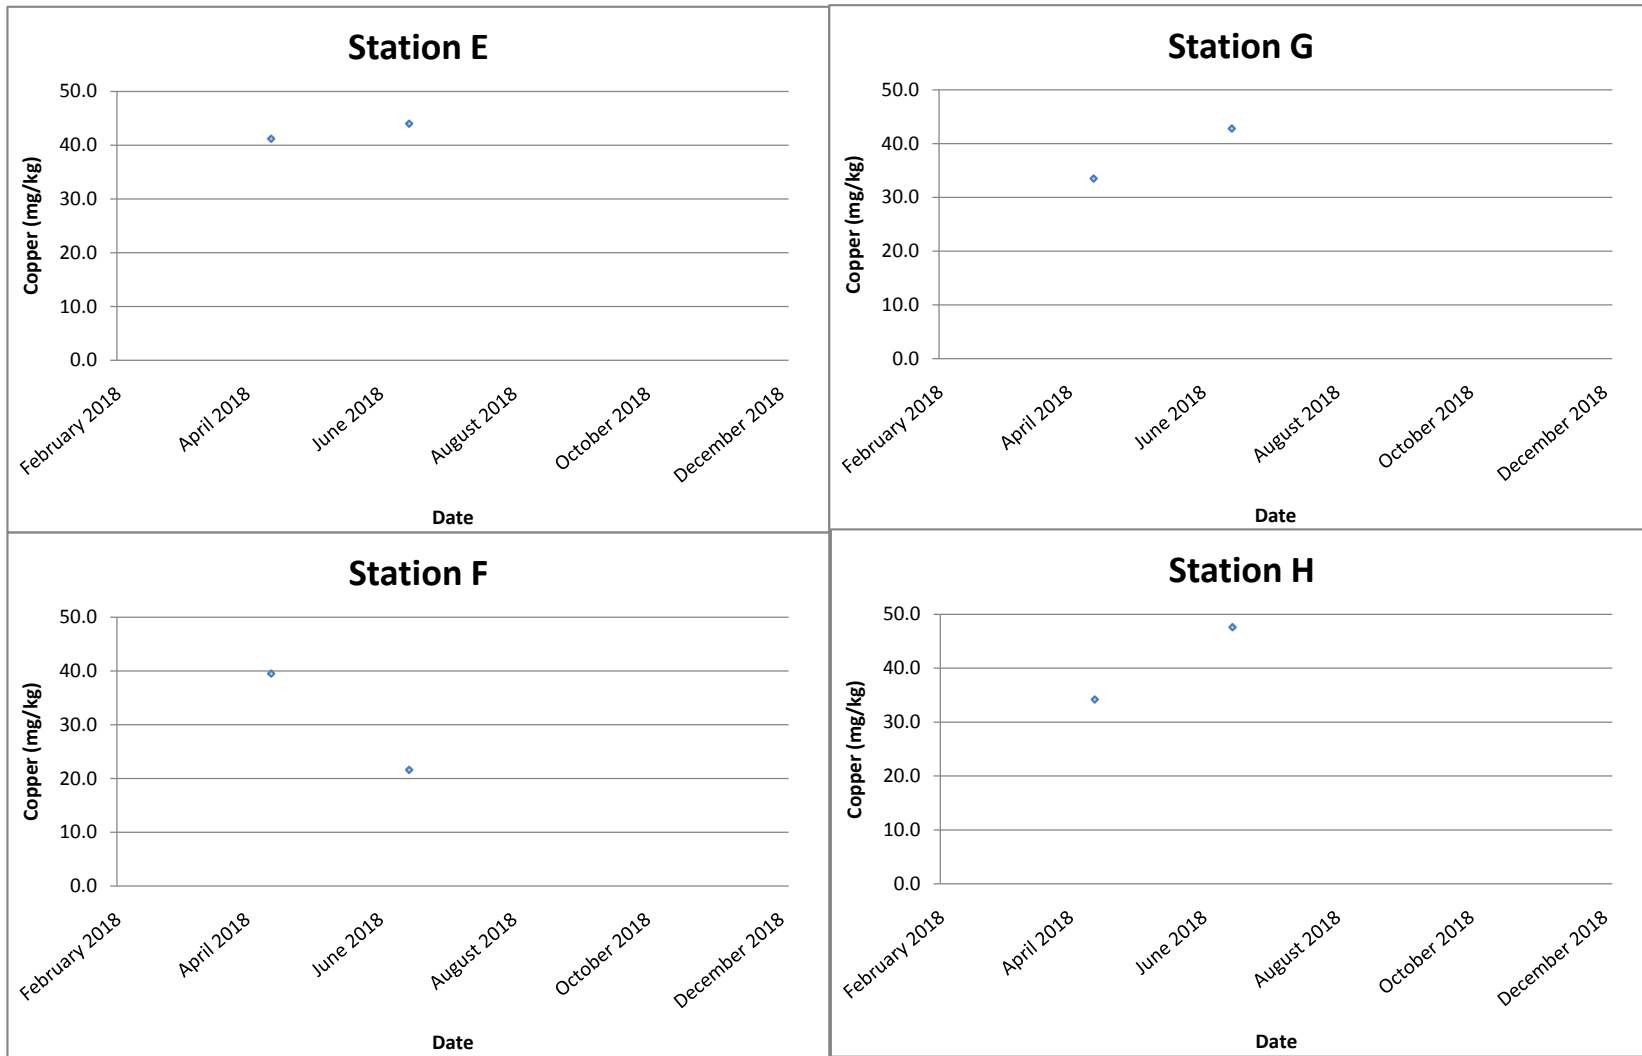 Station E
Copper (mg/kg)
50.0
40.0
30.0
20.0
10.0
0.0
February 2018
April 2018
June 2018
August 2018
October 2018
December 2018
Date
Station G
Copper (mg/kg)
50.0
40.0
30.0
20.0
10.0
0.0
February 2018
April 2018
June 2018
August 2018
October 2018
December 2018
Date
Station F
Copper (mg/kg)
50.0
40.0
30.0
20.0
10.0
0.0
February 2018
April 2018
June 2018
August 2018
October 2018
December 2018
Date
Station H
Copper (mg/kg)
50.0
40.0
30.0
20.0
10.0
0.0
February 2018
April 2018
June 2018
August 2018
October 2018
December 2018
Date